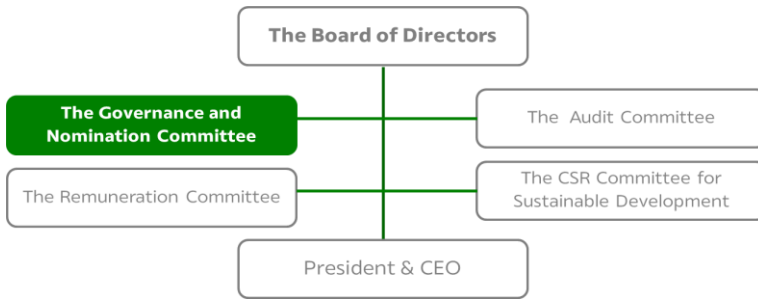 The Board of Directors
The Governance and
Nomination Committee
The Audit Committee
The Remuneration Committee
The CSR Committee for
Sustainable Development
President & CEO